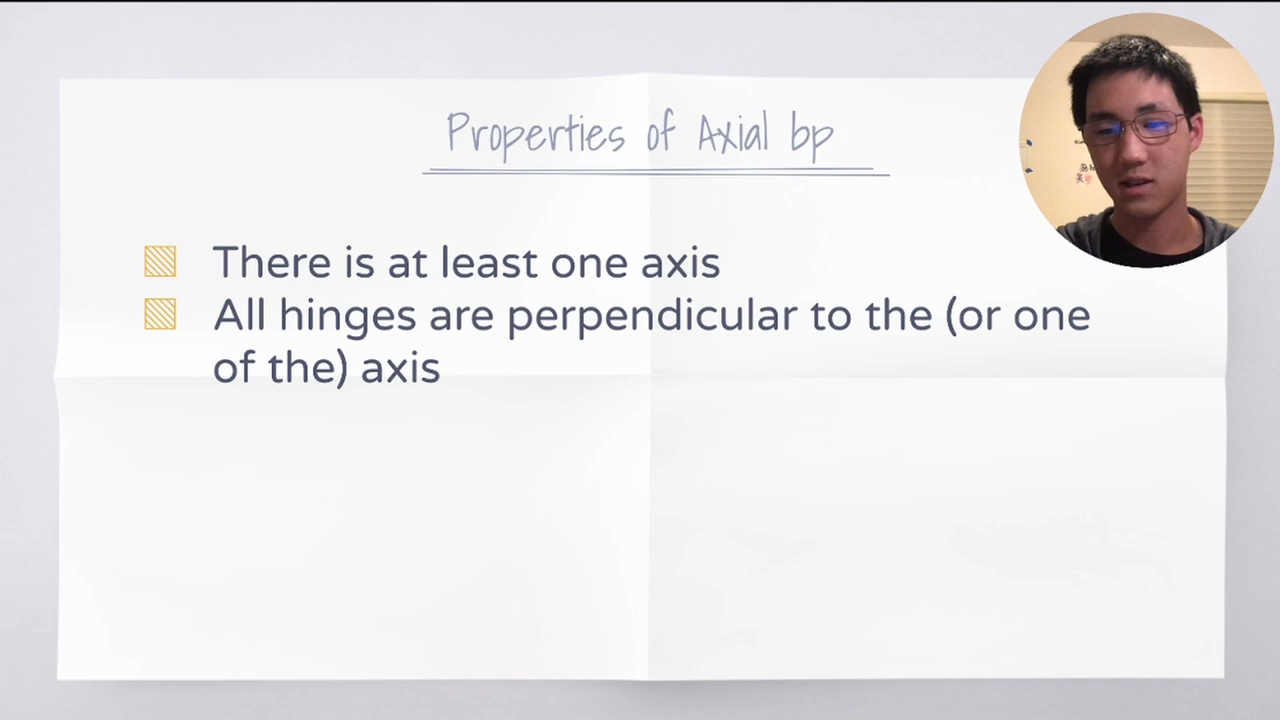 Properties of Axial bp
There is at least one axis
All hinges are perpendicular to the (or one
of the) axis